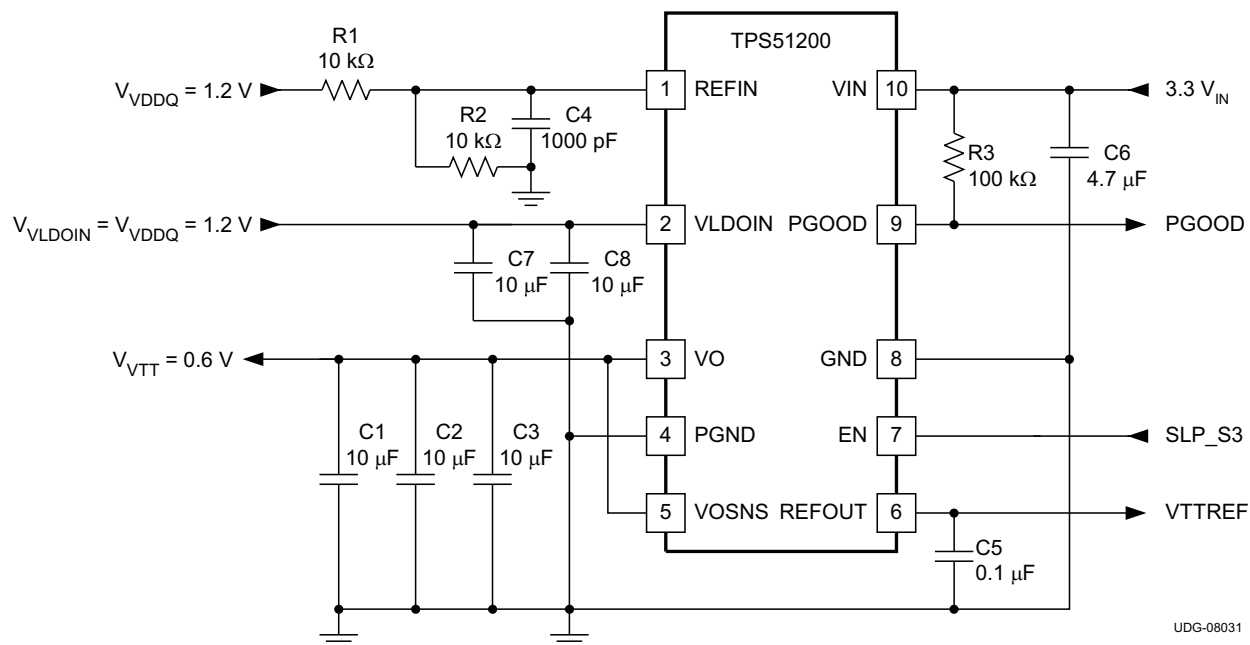 TPS51200
R1
10 kΩ
V_VDDQ = 1.2 V
1
REFIN
VIN
10
3.3 V_IN
R2
10 kΩ
C4
1000 pF
R3
100 kΩ
C6
4.7 μF
V_VLDOIN = V_VDDQ = 1.2 V
2
VLDOIN
PGOOD
9
PGOOD
C7
10 μF
C8
10 μF
V_VTT = 0.6 V
3
VO
GND
8
C1
10 μF
C2
10 μF
C3
10 μF
4
PGND
EN
7
SLP_S3
5
VOSNS
REFOUT
6
VTTREF
C5
0.1 μF
UDG-08031